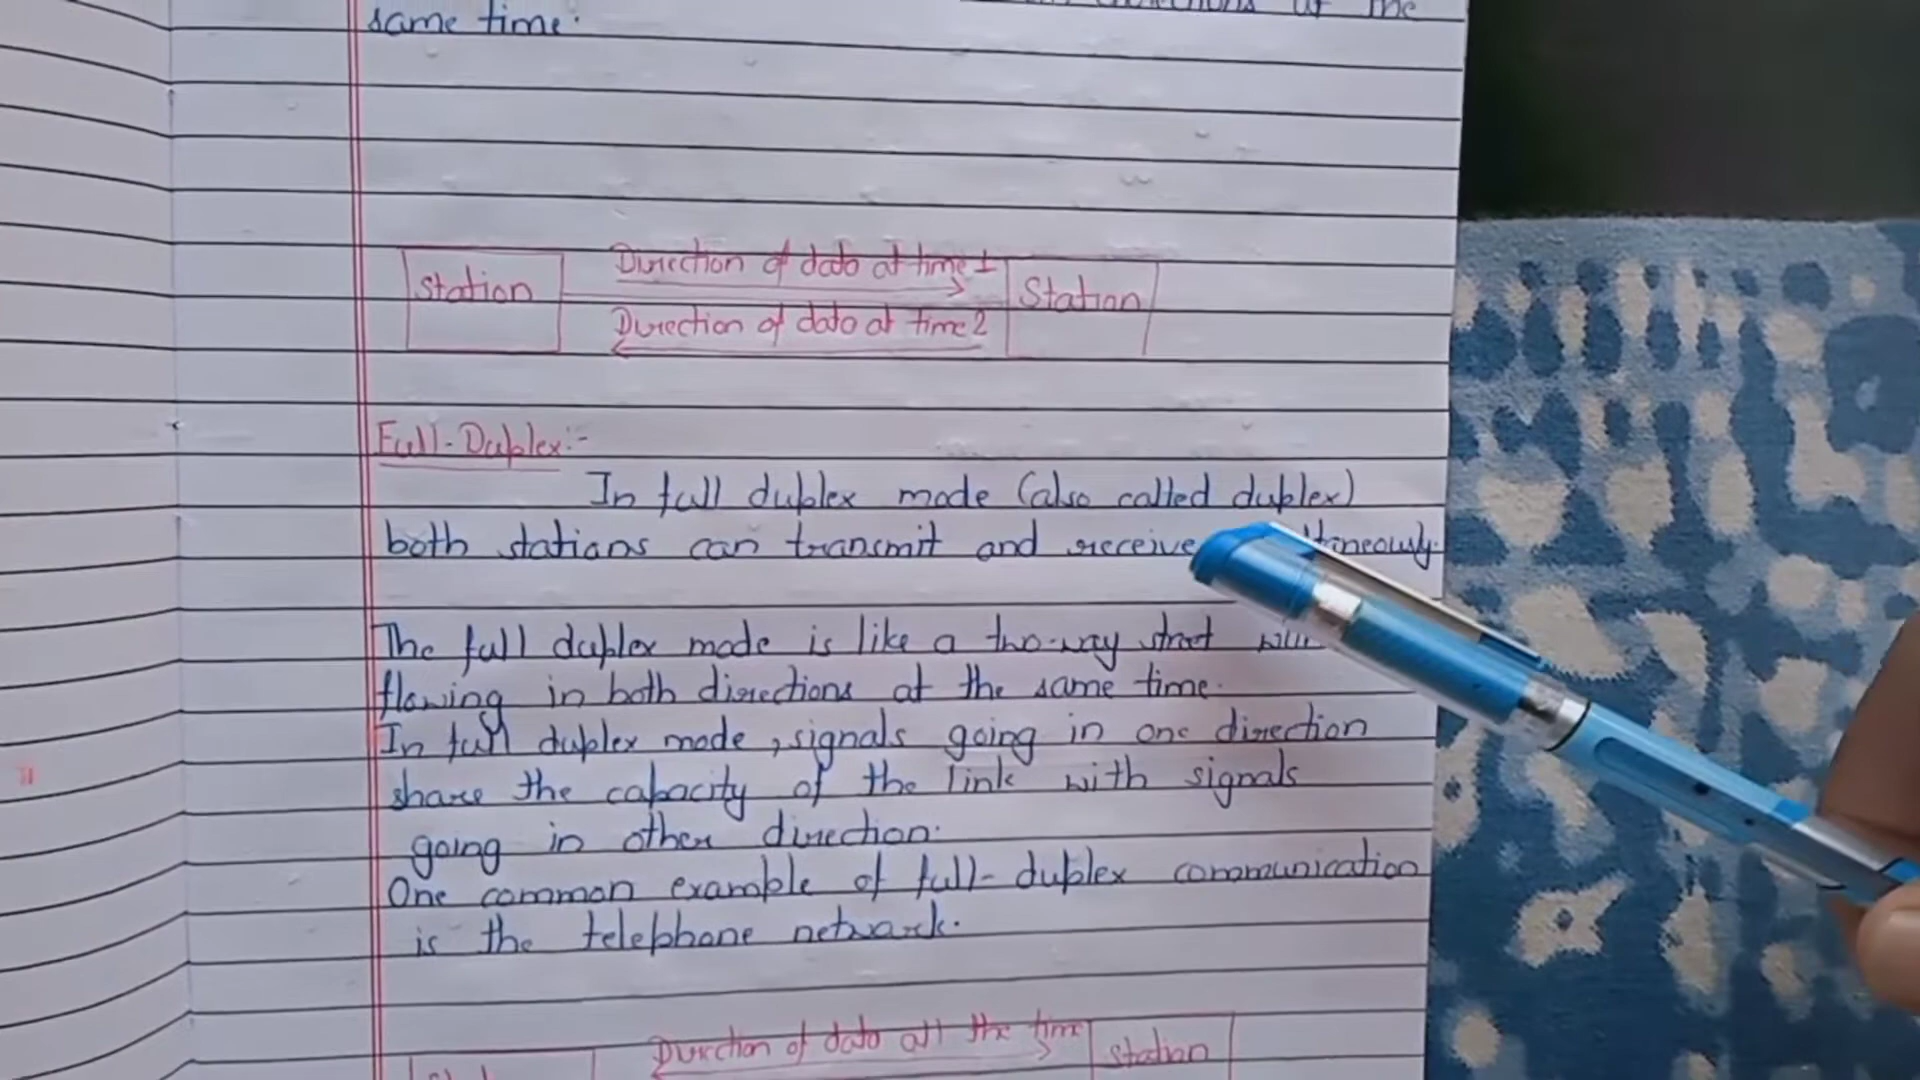 the
same time.
Station
Direction of data at time 1
Station
Direction of data at time 2
Full-Duplex:-
In full duplex mode (also called duplex)
both stations can transmit and receive ltaneously.
The full duplex mode is like a two-way street
flowing in both directions at the same time.
In full duplex mode, signals going in one direction
share the capacity of the link with signals
going in other direction.
One common example of full-duplex communication
is the telephone network.
Direction of data all the time
station